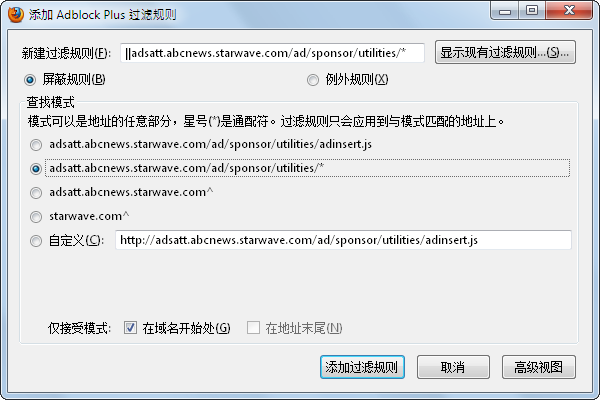 添加 Adblock Plus 过滤规则
新建过滤规则(F): ||adsatt.abcnews.starwave.com/ad/sponsor/utilities/* 显示现有过滤规则...(S)...
屏蔽规则(B) 例外规则(X)
查找模式
模式可以是地址的任意部分，星号(*)是通配符。过滤规则只会应用到与模式匹配的地址上。
adsatt.abcnews.starwave.com/ad/sponsor/utilities/adinsert.js
adsatt.abcnews.starwave.com/ad/sponsor/utilities/*
adsatt.abcnews.starwave.com^
starwave.com^
自定义(C): http://adsatt.abcnews.starwave.com/ad/sponsor/utilities/adinsert.js
仅接受模式: 在域名开始处(G) 在地址末尾(N)
添加过滤规则 取消 高级视图